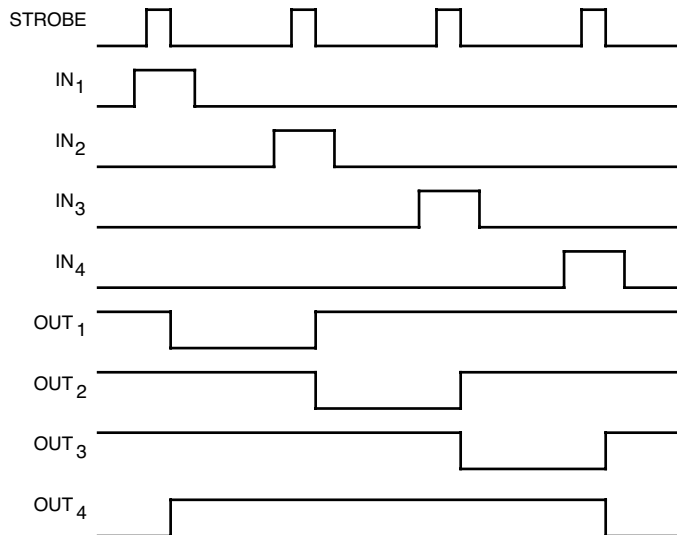 STROBE
IN1
IN2
IN3
IN4
OUT1
OUT2
OUT3
OUT4